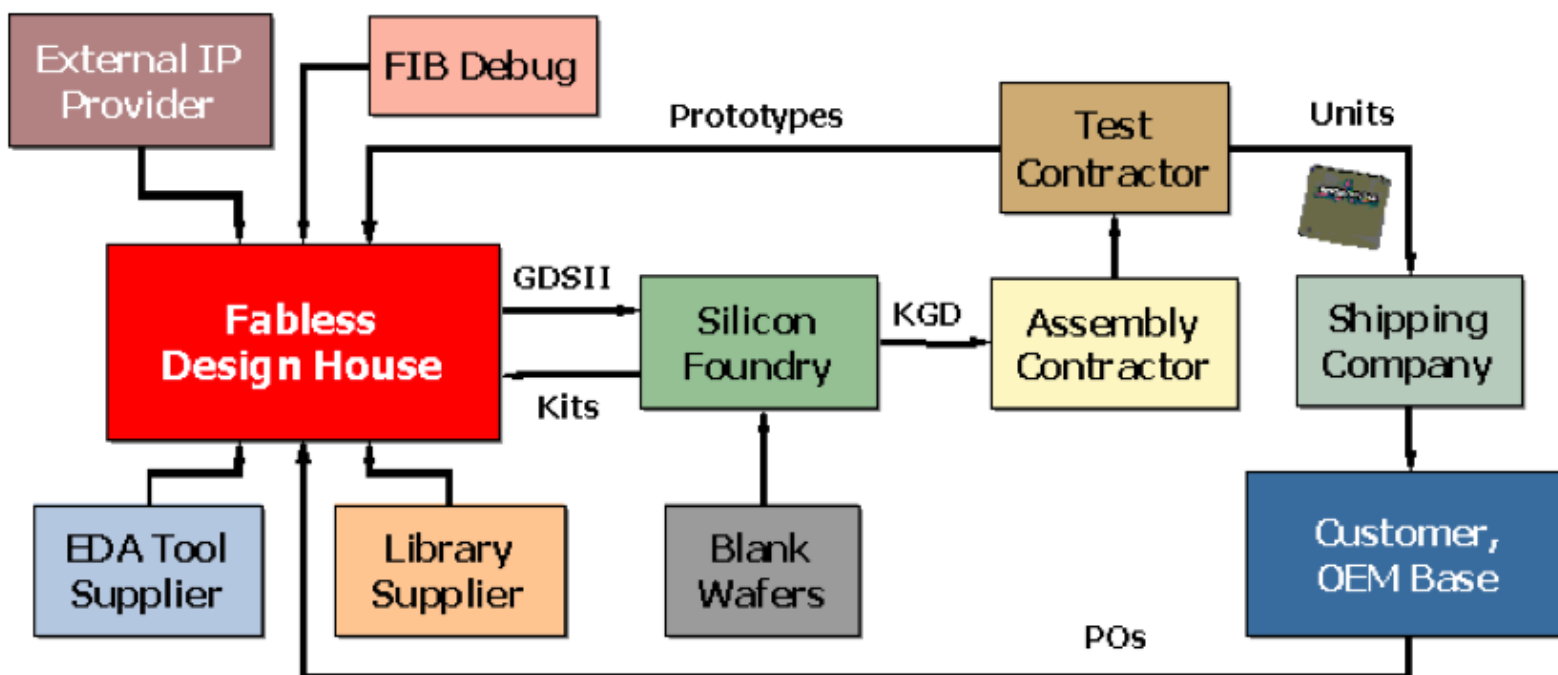 External IP
Provider
FIB Debug
Prototypes
Test
Contractor
Units
Fabless
Design House
GDSII
Kits
Silicon
Foundry
KGD
Assembly
Contractor
Shipping
Company
EDA Tool
Supplier
Library
Supplier
Blank
Wafers
Customer,
OEM Base
POs